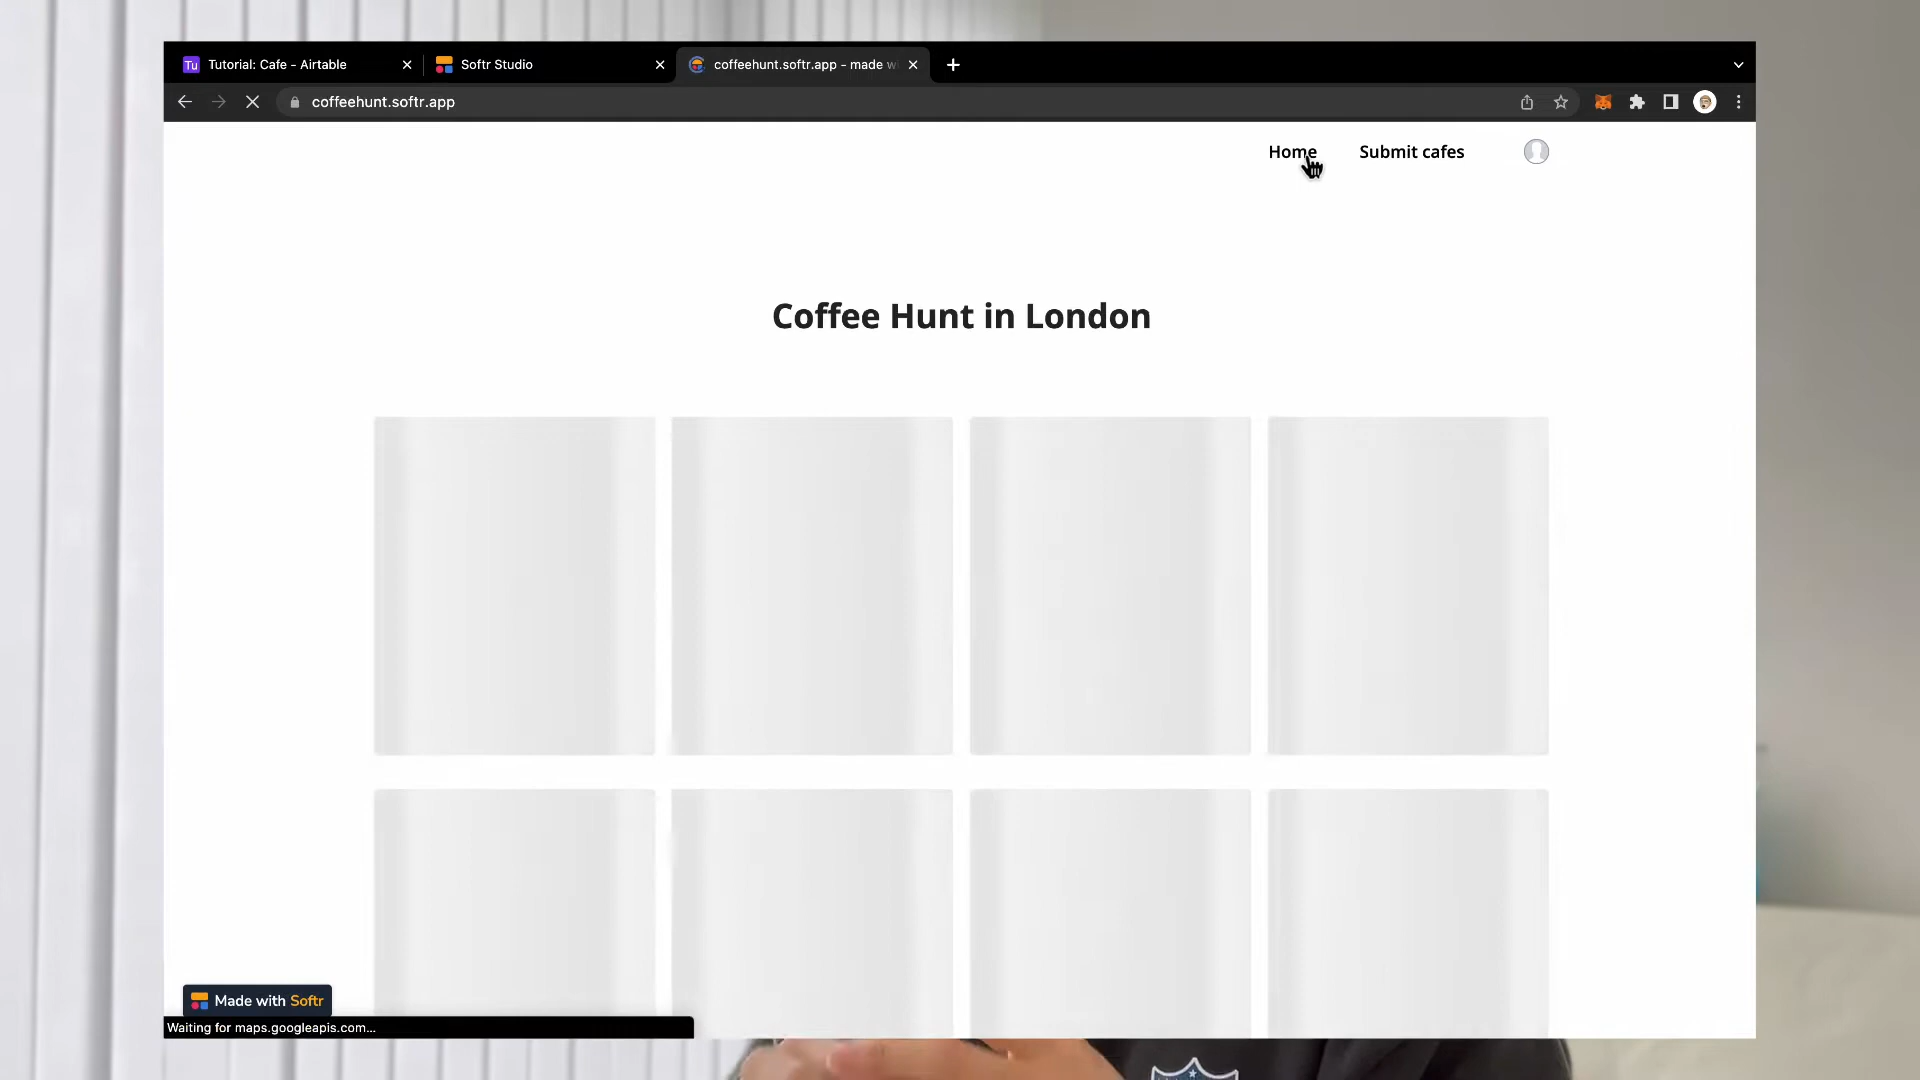 Tu Tutorial: Cafe - Airtable
Softr Studio
coffeehunt.softr.app - made w
coffeehunt.softr.app
Home
Submit cafes
Coffee Hunt in London
Made with Softr
Waiting for maps.googleapis.com...